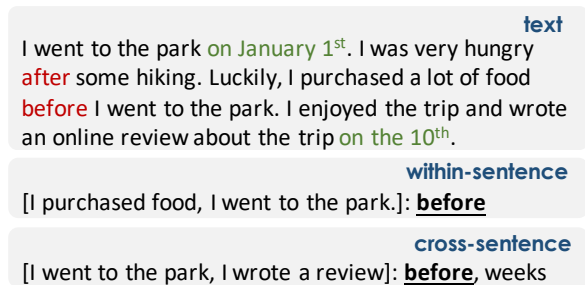 text
I went to the park on January 1st. I was very hungry
after some hiking. Luckily, I purchased a lot of food
before I went to the park. I enjoyed the trip and wrote
an online review about the trip on the 10th.
within-sentence
[I purchased food, I went to the park.]: before
cross-sentence
[I went to the park, I wrote a review]: before, weeks